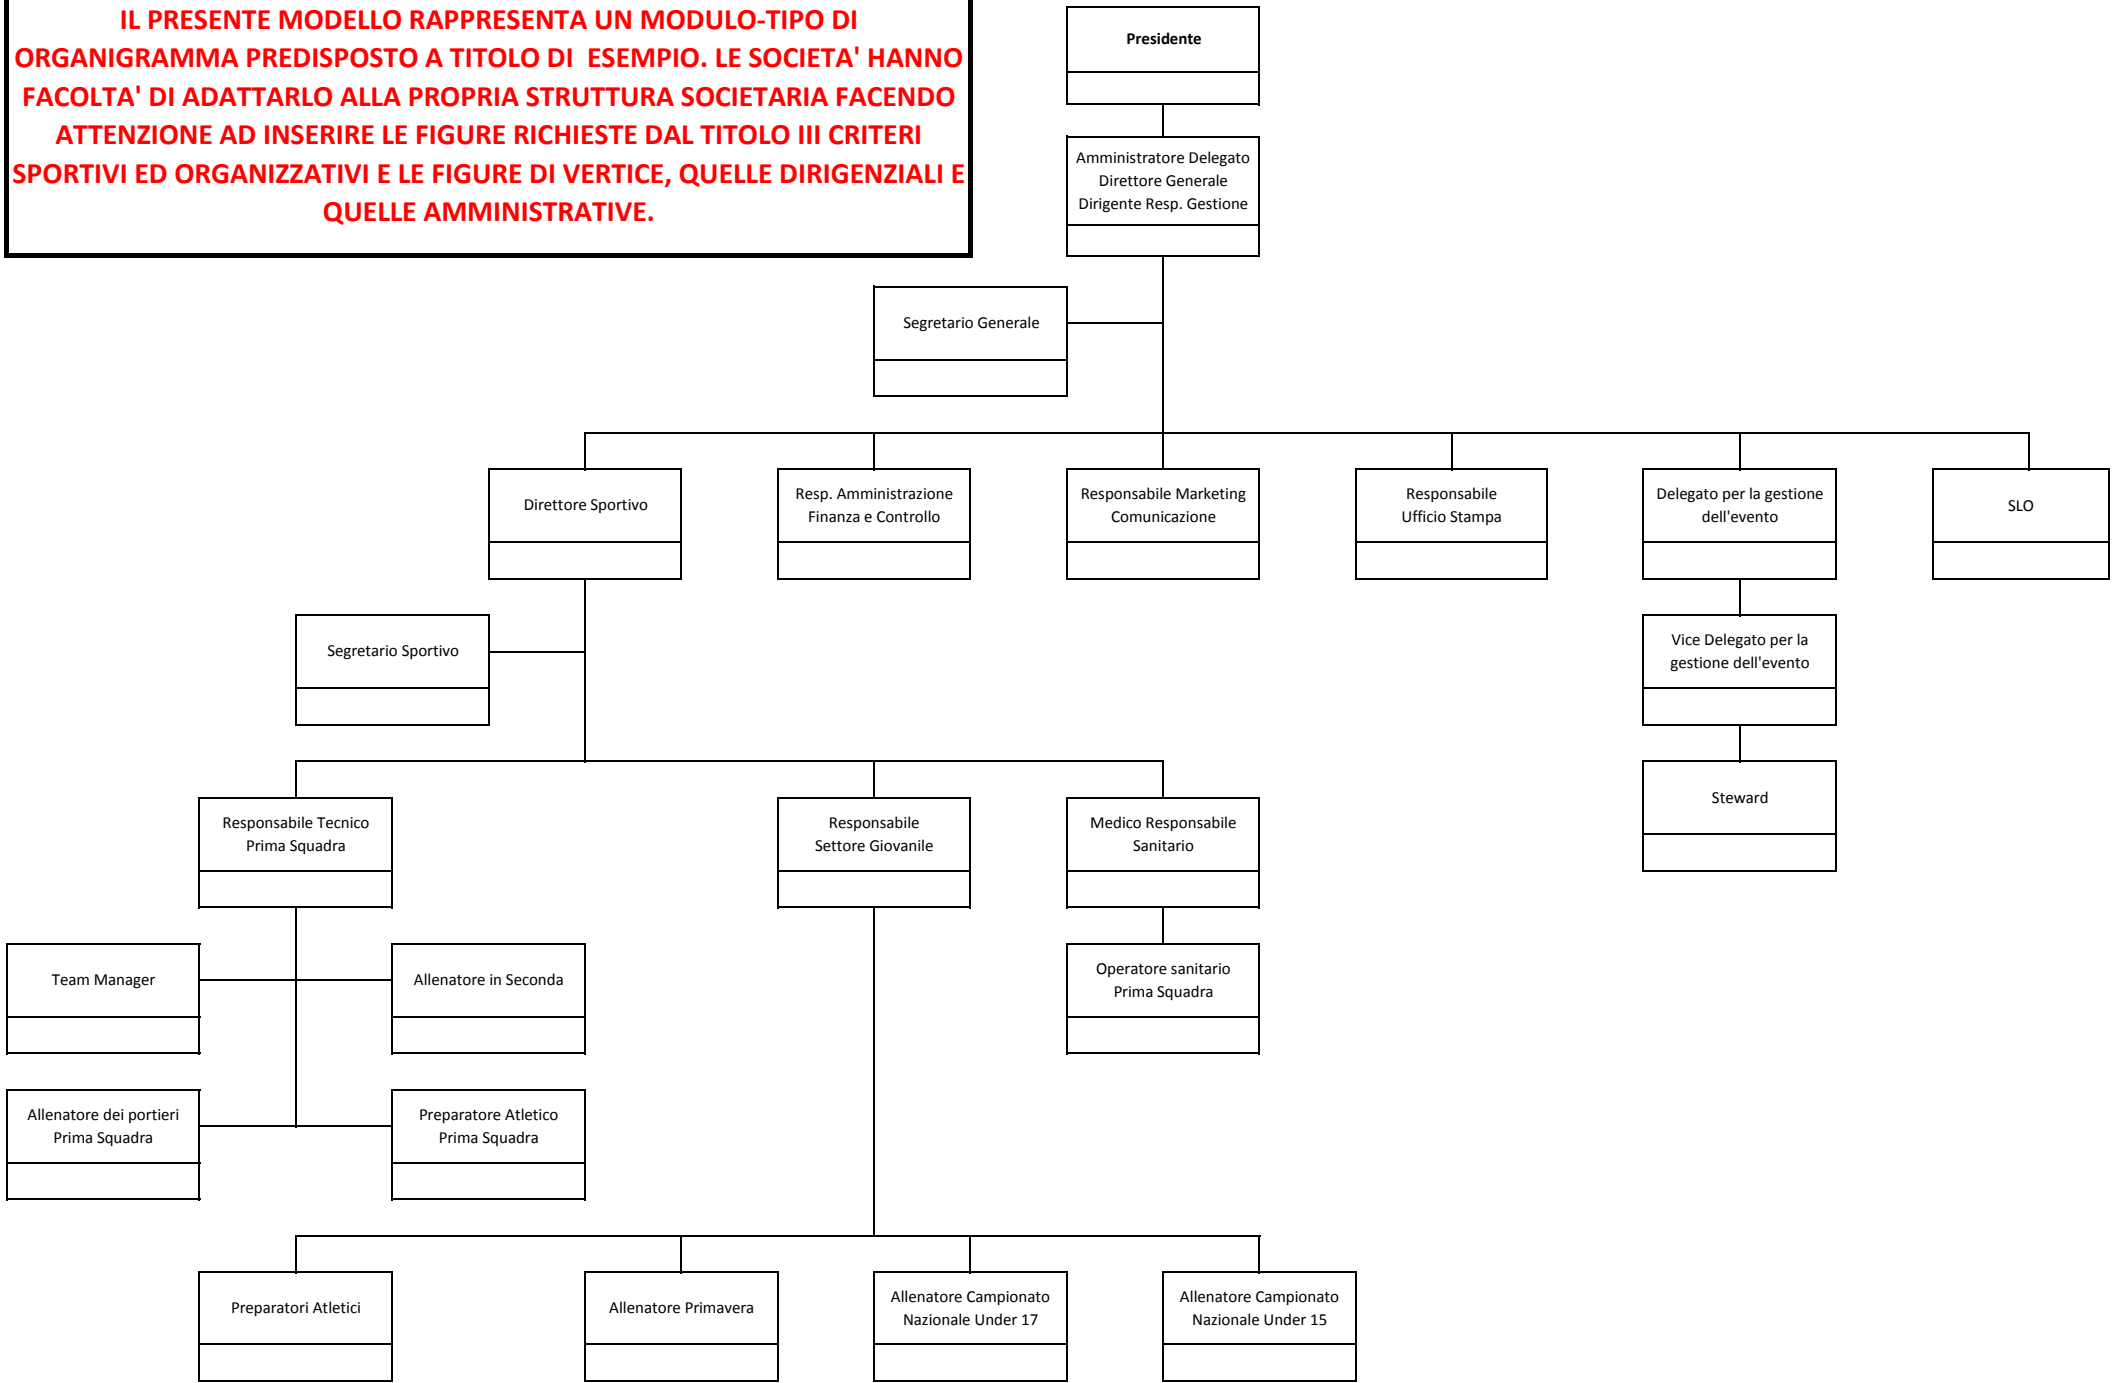 IL PRESENTE MODELLO RAPPRESENTA UN MODULO-TIPO DI
ORGANIGRAMMA PREDISPOSTO A TITOLO DI ESEMPIO. LE SOCIETA' HANNO
FACOLTA' DI ADATTARLO ALLA PROPRIA STRUTTURA SOCIETARIA FACENDO
ATTENZIONE AD INSERIRE LE FIGURE RICHIESTE DAL TITOLO III CRITERI
SPORTIVI ED ORGANIZZATIVI E LE FIGURE DI VERTICE, QUELLE DIRIGENZIALI E
QUELLE AMMINISTRATIVE.
Presidente
Amministratore Delegato
Direttore Generale
Dirigente Resp. Gestione
Segretario Generale
Direttore Sportivo
Resp. Amministrazione
Finanza e Controllo
Responsabile Marketing
Comunicazione
Responsabile
Ufficio Stampa
Delegato per la gestione
dell'evento
SLO
Segretario Sportivo
Vice Delegato per la
gestione dell'evento
Responsabile Tecnico
Prima Squadra
Responsabile
Settore Giovanile
Medico Responsabile
Sanitario
Steward
Team Manager
Allenatore in Seconda
Operatore sanitario
Prima Squadra
Allenatore dei portieri
Prima Squadra
Preparatore Atletico
Prima Squadra
Preparatori Atletici
Allenatore Primavera
Allenatore Campionato
Nazionale Under 17
Allenatore Campionato
Nazionale Under 15